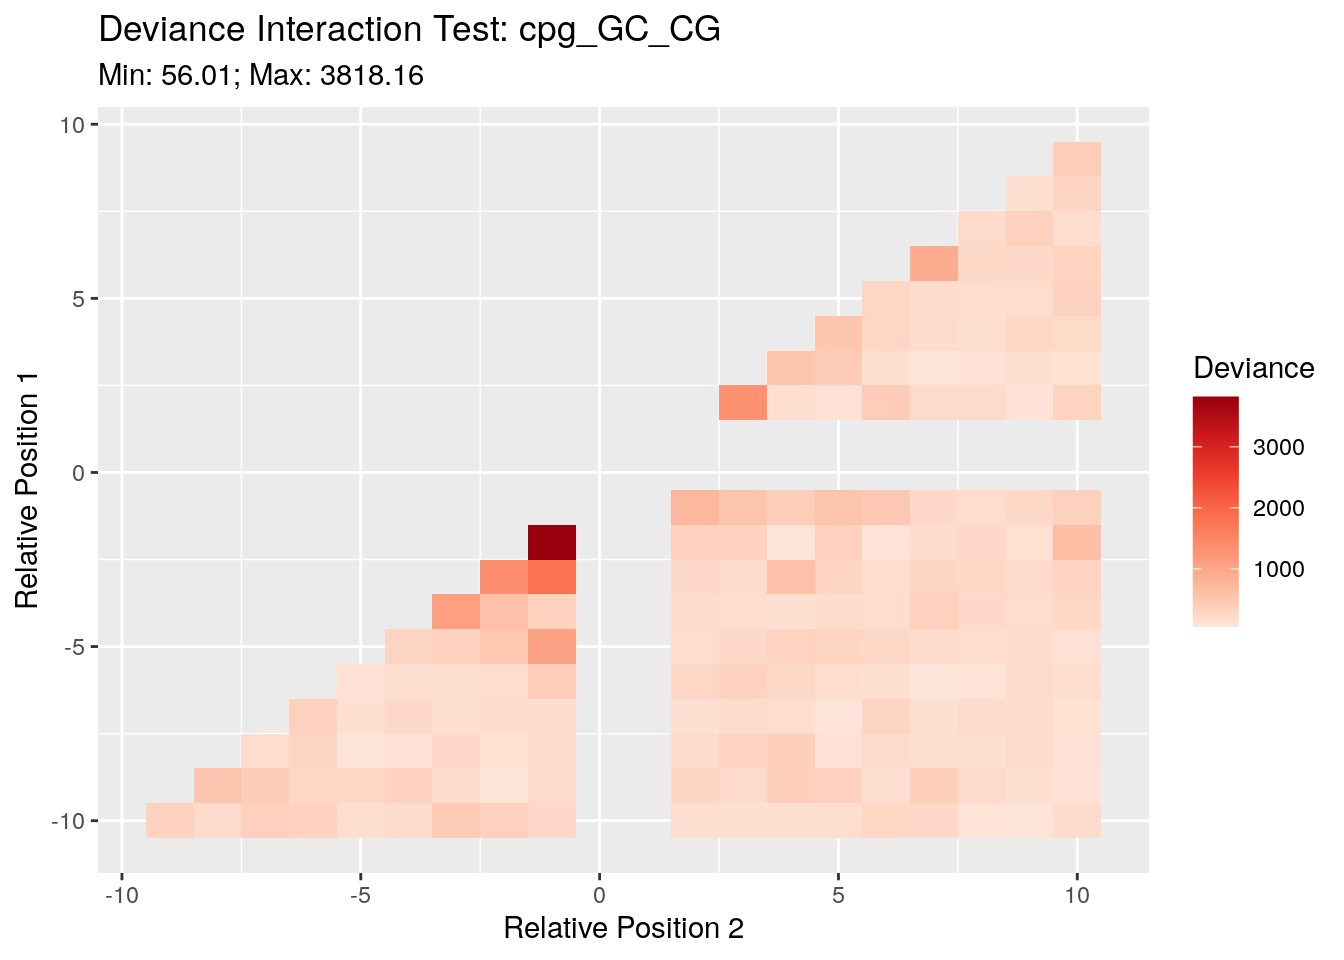 Deviance Interaction Test: cpg_GC_CG
Min: 56.01; Max: 3818.16
10
5
0
-5
-10
Relative Position 1
-10
-5
0
5
10
Relative Position 2
Deviance
3000
2000
1000